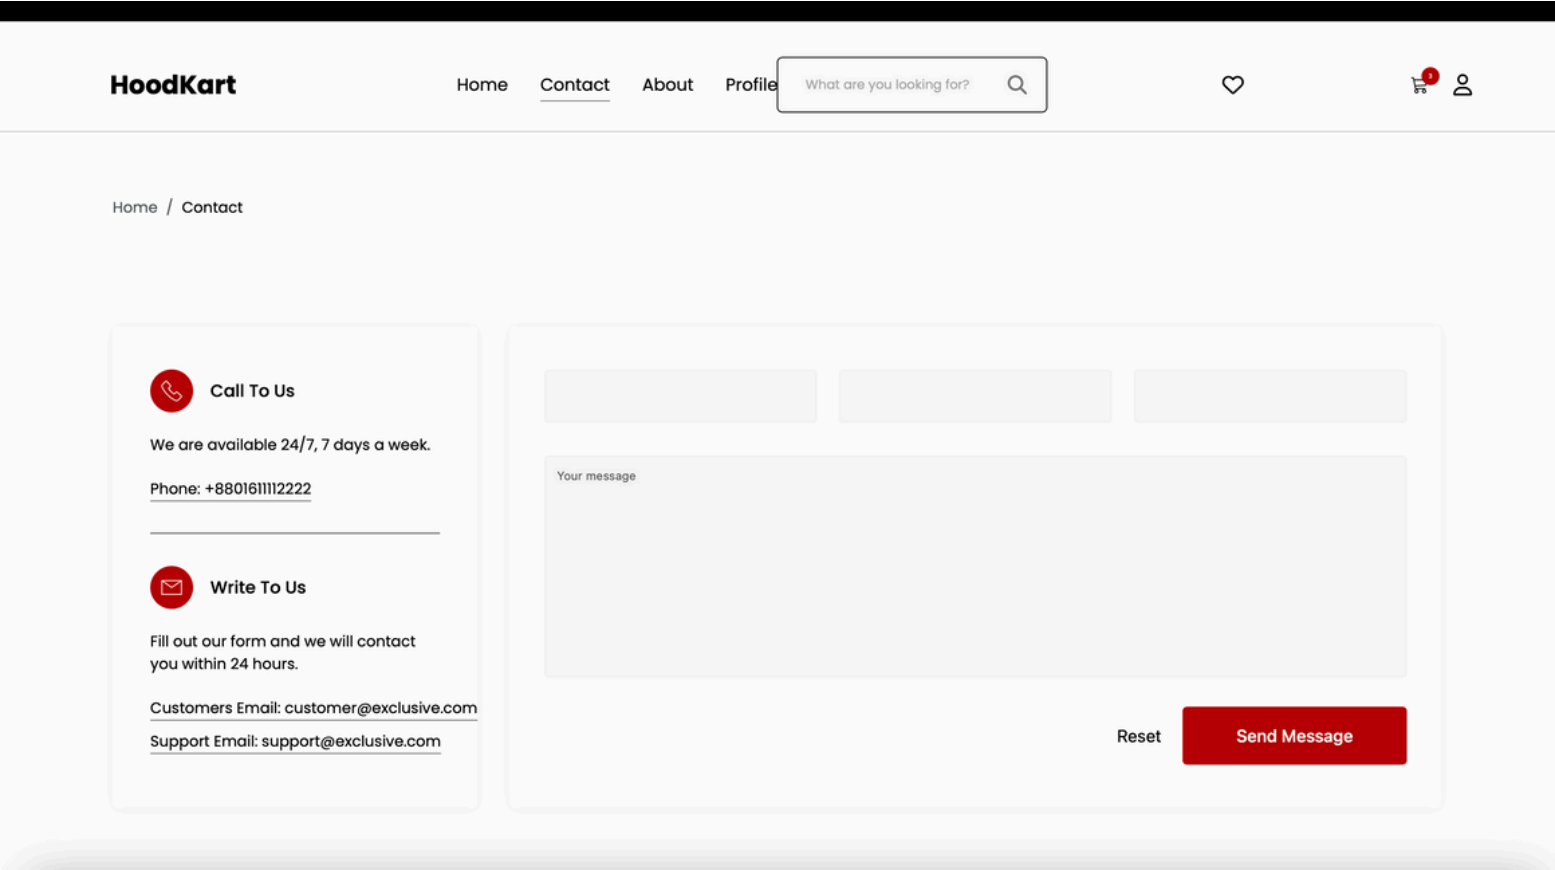 HoodKart
Home Contact About Profile What are you looking for? 3
Home / Contact
Call To Us
We are available 24/7, 7 days a week.
Phone: +8801611112222
Write To Us
Fill out our form and we will contact
you within 24 hours.
Customers Email: customer@exclusive.com
Support Email: support@exclusive.com
Your message
Reset Send Message